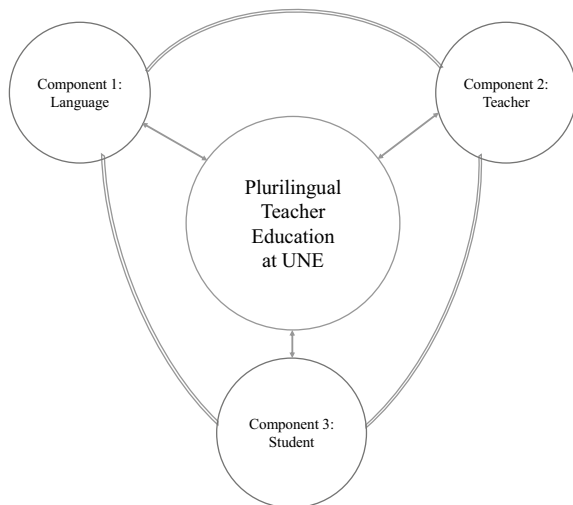 Component 1:
Language
Component 2:
Teacher
Plurilingual
Teacher
Education
at UNE
Component 3:
Student